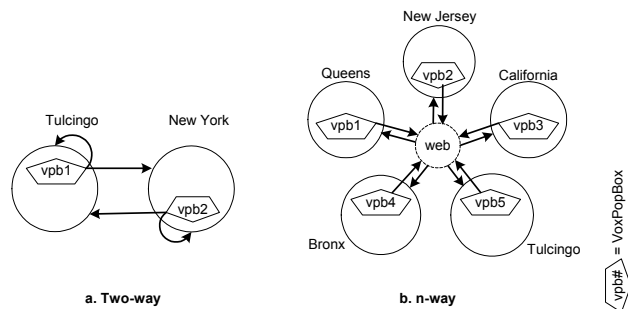 Tulcingo
New York
vpb1
vpb2
a. Two-way
New Jersey
Queens
California
vpb2
vpb1
vpb3
web
vpb4
vpb5
Bronx
Tulcingo
b. n-way
vpb# = VoxPopBox